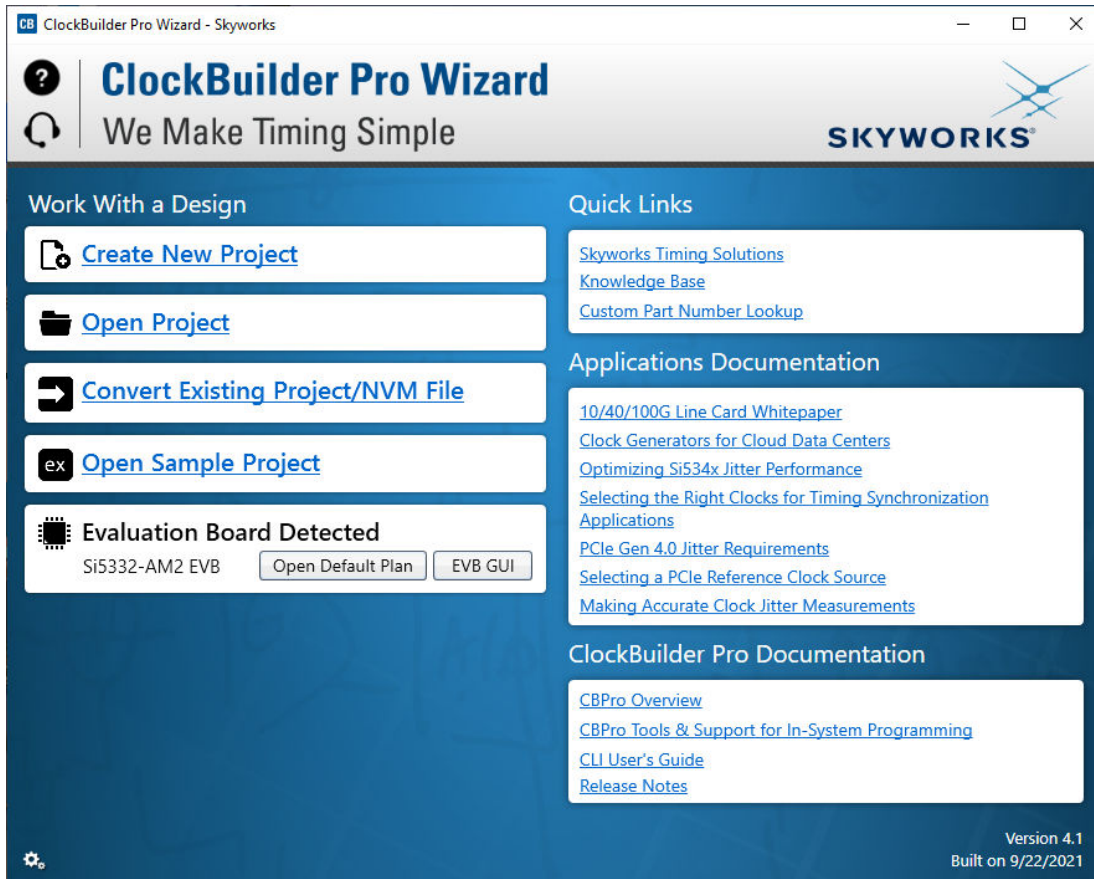 CB ClockBuilder Pro Wizard - Skyworks
?
ClockBuilder Pro Wizard
We Make Timing Simple
SKYWORKS®
Work With a Design
Create New Project
Open Project
Convert Existing Project/NVM File
ex Open Sample Project
Evaluation Board Detected
Si5332-AM2 EVB Open Default Plan EVB GUI
Quick Links
Skyworks Timing Solutions
Knowledge Base
Custom Part Number Lookup
Applications Documentation
10/40/100G Line Card Whitepaper
Clock Generators for Cloud Data Centers
Optimizing Si534x Jitter Performance
Selecting the Right Clocks for Timing Synchronization
Applications
PCIe Gen 4.0 Jitter Requirements
Selecting a PCIe Reference Clock Source
Making Accurate Clock Jitter Measurements
ClockBuilder Pro Documentation
CBPro Overview
CBPro Tools & Support for In-System Programming
CLI User's Guide
Release Notes
Version 4.1
Built on 9/22/2021